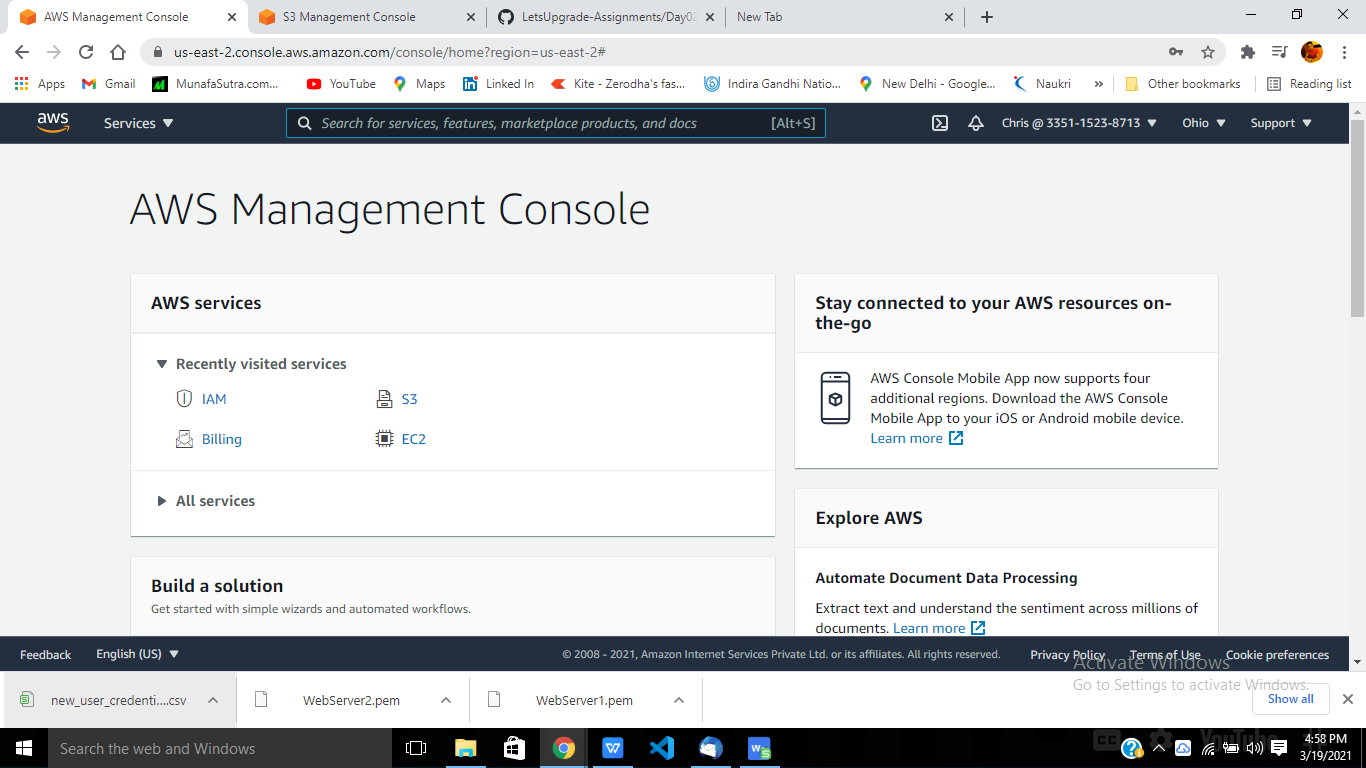 AWS Management Console
S3 Management Console
LetsUpgrade-Assignments/Day02
New Tab
us-east-2.console.aws.amazon.com/console/home?region=us-east-2#
Apps
Gmail
MunafaSutra.com...
YouTube
Maps
Linked In
Kite - Zerodha's fas...
Indira Gandhi Natio...
New Delhi - Google...
Naukri
»
Other bookmarks
Reading list
aws
Services
Search for services, features, marketplace products, and docs
[Alt+S]
Chris @ 3351-1523-8713
Ohio
Support
AWS Management Console
AWS services
Recently visited services
IAM
S3
Billing
EC2
All services
Build a solution
Get started with simple wizards and automated workflows.
Stay connected to your AWS resources on-
the-go
AWS Console Mobile App now supports four
additional regions. Download the AWS Console
Mobile App to your iOS or Android mobile device.
Learn more
Explore AWS
Automate Document Data Processing
Extract text and understand the sentiment across millions of
documents. Learn more
Feedback
English (US)
© 2008 - 2021, Amazon Internet Services Private Ltd. or its affiliates. All rights reserved.
Privacy Policy
Terms of Use
Cookie preferences
Activate Windows
Go to Settings to activate Windows.
new_user_credenti....csv
WebServer2.pem
WebServer1.pem
Show all
Search the web and Windows
CC
YouTube
4:58 PM
3/19/2021